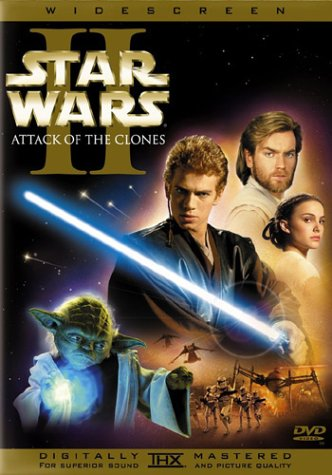 WIDESCREEN
STAR
WARS
II
ATTACK OF THE CLONES
DVD
VIDEO
DIGITALLY THX MASTERED
FOR SUPERIOR SOUND AND PICTURE QUALITY